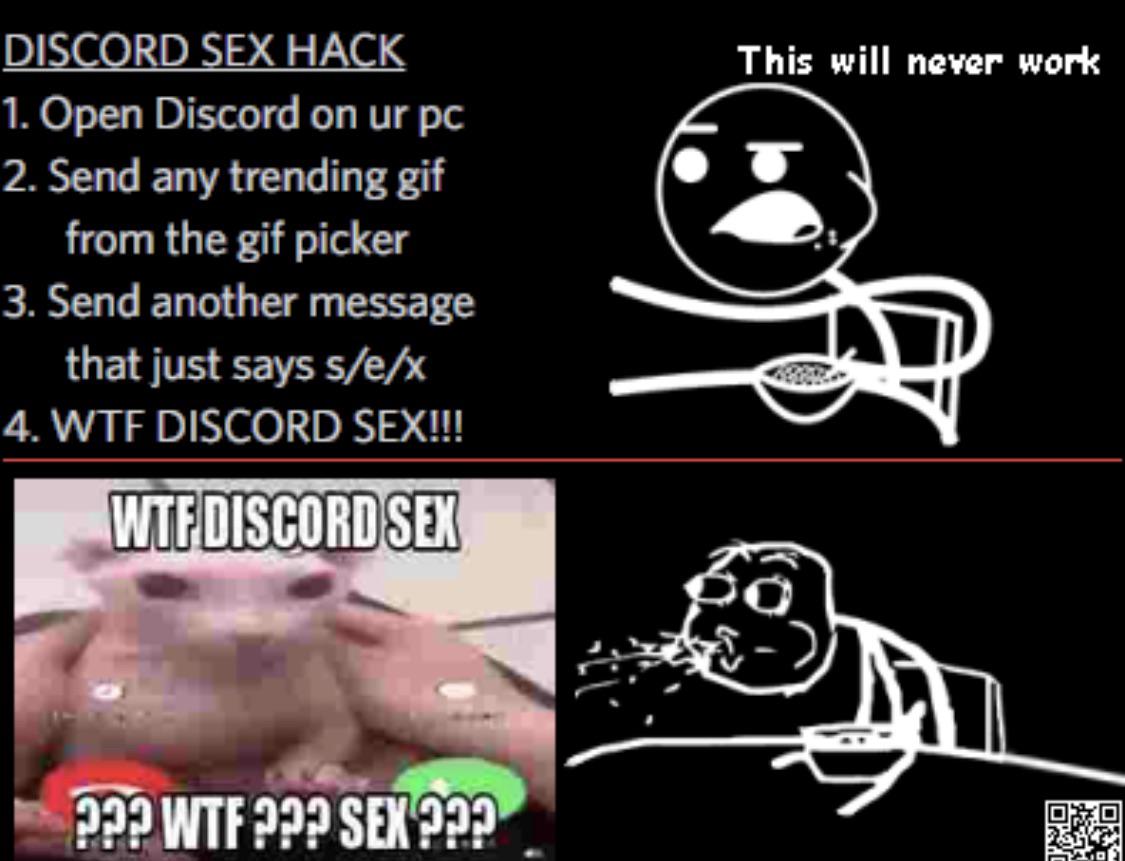 DISCORD SEX HACK
1. Open Discord on ur pc
2. Send any trending gif
from the gif picker
3. Send another message
that just says s/e/x
4. WTF DISCORD SEX!!!
This will never work
WTF DISCORD SEX
??? WTF ??? SEX ???